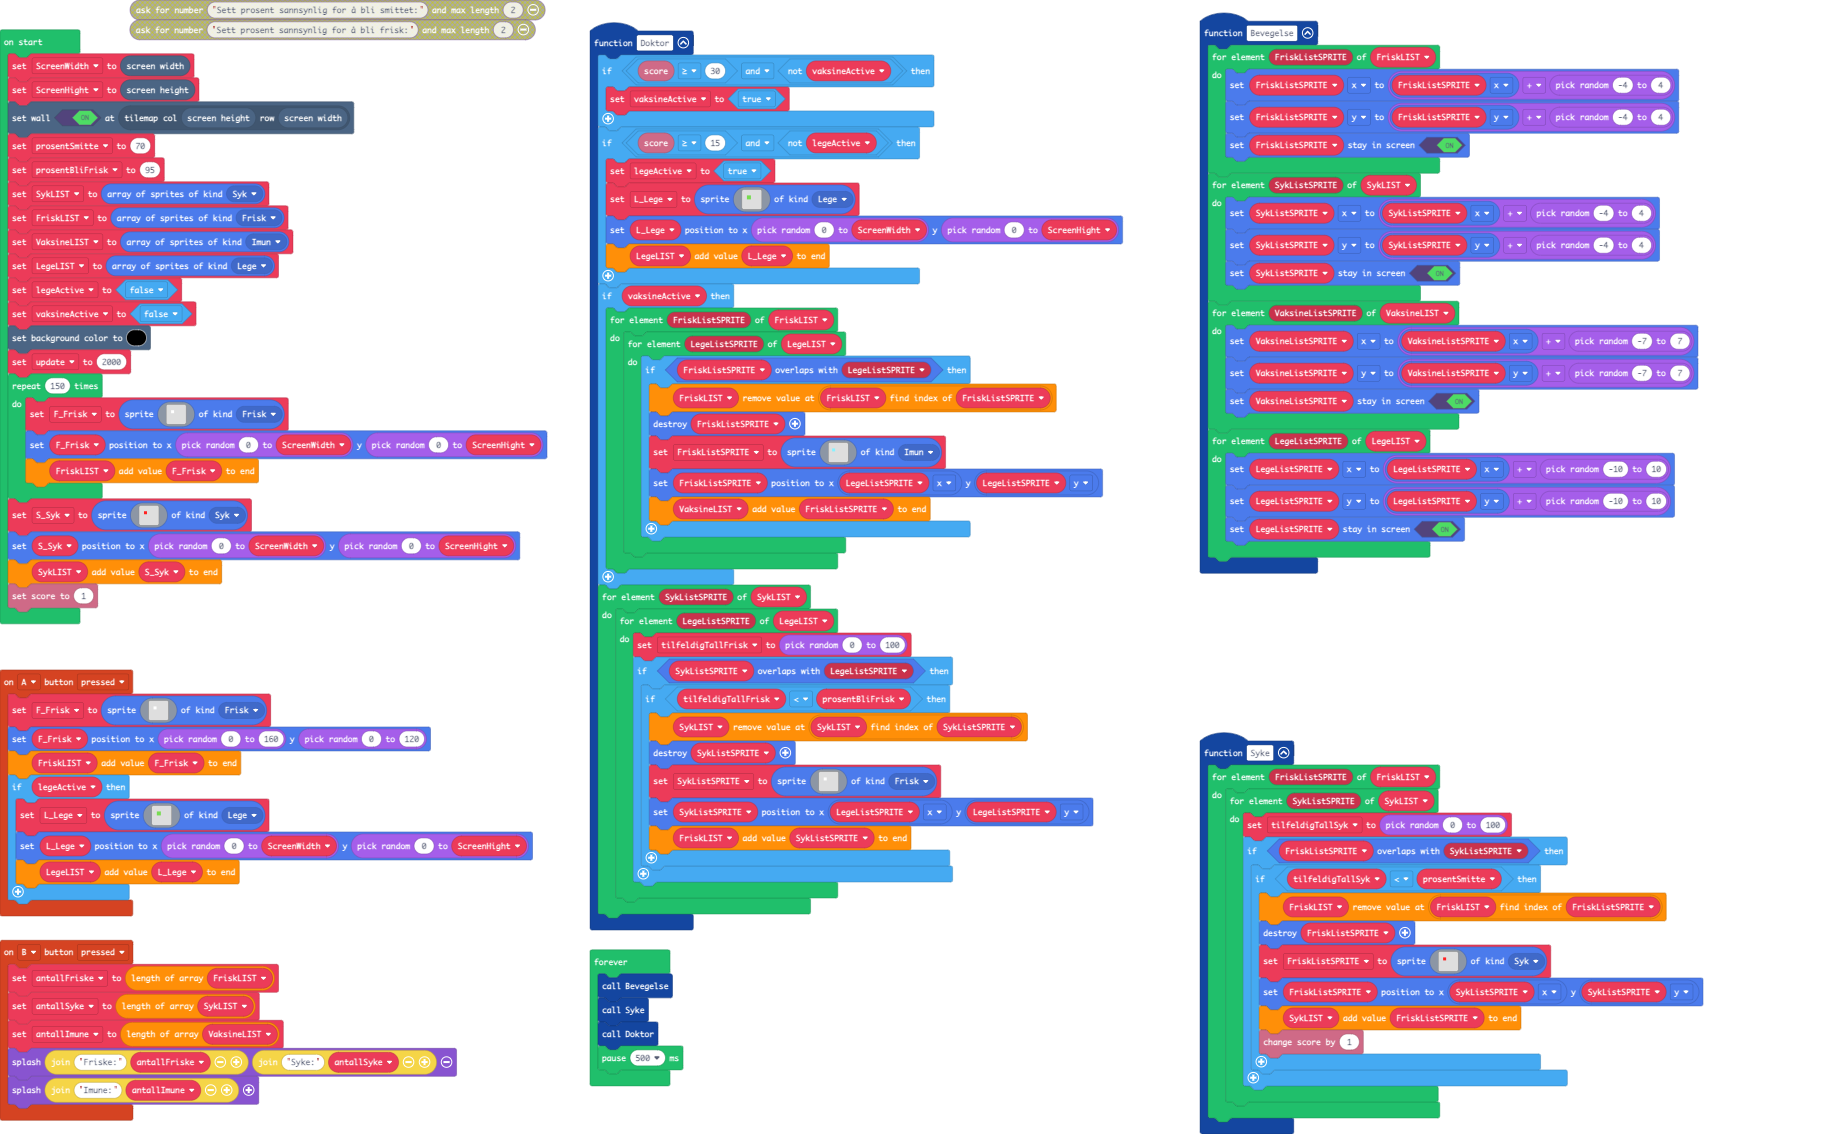 ask for number "Sett prosent sannsynlig for å bli smittet:" and max length 2
ask for number "Sett prosent sannsynlig for å bli frisk:" and max length 2
on start
set ScreenWidth to screen width
set ScreenHight to screen height
set wall ON at tilemap col screen height row screen width
set prosentSmitte to 70
set prosentBliFrisk to 95
set SykLIST to array of sprites of kind Syk
set FriskLIST to array of sprites of kind Frisk
set VaksineLIST to array of sprites of kind Imun
set LegeLIST to array of sprites of kind Lege
set legeActive to false
set vaksineActive to false
set background color to
set update to 2000
repeat 150 times
do
set F_Frisk to sprite of kind Frisk
set F_Frisk position to x pick random 0 to ScreenWidth y pick random 0 to ScreenHight
FriskLIST add value F_Frisk to end
set S_Syk to sprite of kind Syk
set S_Syk position to x pick random 0 to ScreenWidth y pick random 0 to ScreenHight
SykLIST add value S_Syk to end
set score to 1
on A button pressed
set F_Frisk to sprite of kind Frisk
set F_Frisk position to x pick random 0 to 160 y pick random 0 to 120
FriskLIST add value F_Frisk to end
if legeActive then
set L_Lege to sprite of kind Lege
set L_Lege position to x pick random 0 to ScreenWidth y pick random 0 to ScreenHight
LegeLIST add value L_Lege to end
on B button pressed
set antallFriske to length of array FriskLIST
set antallSyke to length of array SykLIST
set antallImune to length of array VaksineLIST
splash join "Friske:" antallFriske join "Syke:" antallSyke
splash join "Imune:" antallImune
function Doktor
if score ≥ 30 and not vaksineActive then
set vaksineActive to true
if score ≥ 15 and not legeActive then
set legeActive to true
set L_Lege to sprite of kind Lege
set L_Lege position to x pick random 0 to ScreenWidth y pick random 0 to ScreenHight
LegeLIST add value L_Lege to end
if vaksineActive then
for element FriskListSPRITE of FriskLIST
do
for element LegeListSPRITE of LegeLIST
do
if FriskListSPRITE overlaps with LegeListSPRITE then
FriskLIST remove value at FriskLIST find index of FriskListSPRITE
destroy FriskListSPRITE
set FriskListSPRITE to sprite of kind Imun
set FriskListSPRITE position to x LegeListSPRITE x y LegeListSPRITE y
VaksineLIST add value FriskListSPRITE to end
for element SykListSPRITE of SykLIST
do
for element LegeListSPRITE of LegeLIST
do
set tilfeldigTallFrisk to pick random 0 to 100
if SykListSPRITE overlaps with LegeListSPRITE then
if tilfeldigTallFrisk < prosentBliFrisk then
SykLIST remove value at SykLIST find index of SykListSPRITE
destroy SykListSPRITE
set SykListSPRITE to sprite of kind Frisk
set SykListSPRITE position to x LegeListSPRITE x y LegeListSPRITE y
FriskLIST add value SykListSPRITE to end
forever
call Bevegelse
call Syke
call Doktor
pause 500 ms
function Bevegelse
for element FriskListSPRITE of FriskLIST
do
set FriskListSPRITE x to FriskListSPRITE x + pick random -4 to 4
set FriskListSPRITE y to FriskListSPRITE y + pick random -4 to 4
set FriskListSPRITE stay in screen ON
for element SykListSPRITE of SykLIST
do
set SykListSPRITE x to SykListSPRITE x + pick random -4 to 4
set SykListSPRITE y to SykListSPRITE y + pick random -4 to 4
set SykListSPRITE stay in screen ON
for element VaksineListSPRITE of VaksineLIST
do
set VaksineListSPRITE x to VaksineListSPRITE x + pick random -7 to 7
set VaksineListSPRITE y to VaksineListSPRITE y + pick random -7 to 7
set VaksineListSPRITE stay in screen ON
for element LegeListSPRITE of LegeLIST
do
set LegeListSPRITE x to LegeListSPRITE x + pick random -10 to 10
set LegeListSPRITE y to LegeListSPRITE y + pick random -10 to 10
set LegeListSPRITE stay in screen ON
function Syke
for element FriskListSPRITE of FriskLIST
do
for element SykListSPRITE of SykLIST
do
set tilfeldigTallSyk to pick random 0 to 100
if FriskListSPRITE overlaps with SykListSPRITE then
if tilfeldigTallSyk < prosentSmitte then
FriskLIST remove value at FriskLIST find index of FriskListSPRITE
destroy FriskListSPRITE
set FriskListSPRITE to sprite of kind Syk
set FriskListSPRITE position to x SykListSPRITE x y SykListSPRITE y
SykLIST add value FriskListSPRITE to end
change score by 1